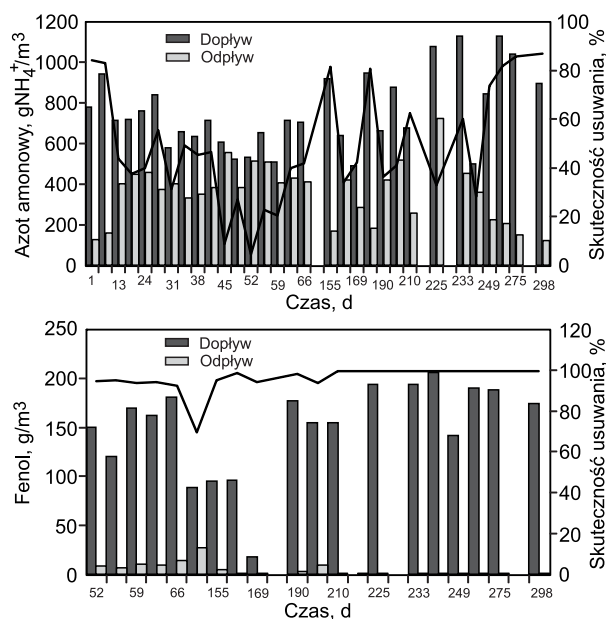 1200
1000
800
600
400
200
0
100
80
60
40
20
0
Azot amonowy, gNH₄⁺/m³
Skuteczność usuwania, %
Dopływ
Odpływ
1 13 24 31 38 45 52 59 66 155 169 190 210 225 233 249 275 298
Czas, d
250
200
150
100
50
0
120
100
80
60
40
20
0
Fenol, g/m³
Skuteczność usuwania, %
Dopływ
Odpływ
52 59 66 155 169 190 210 225 233 249 275 298
Czas, d